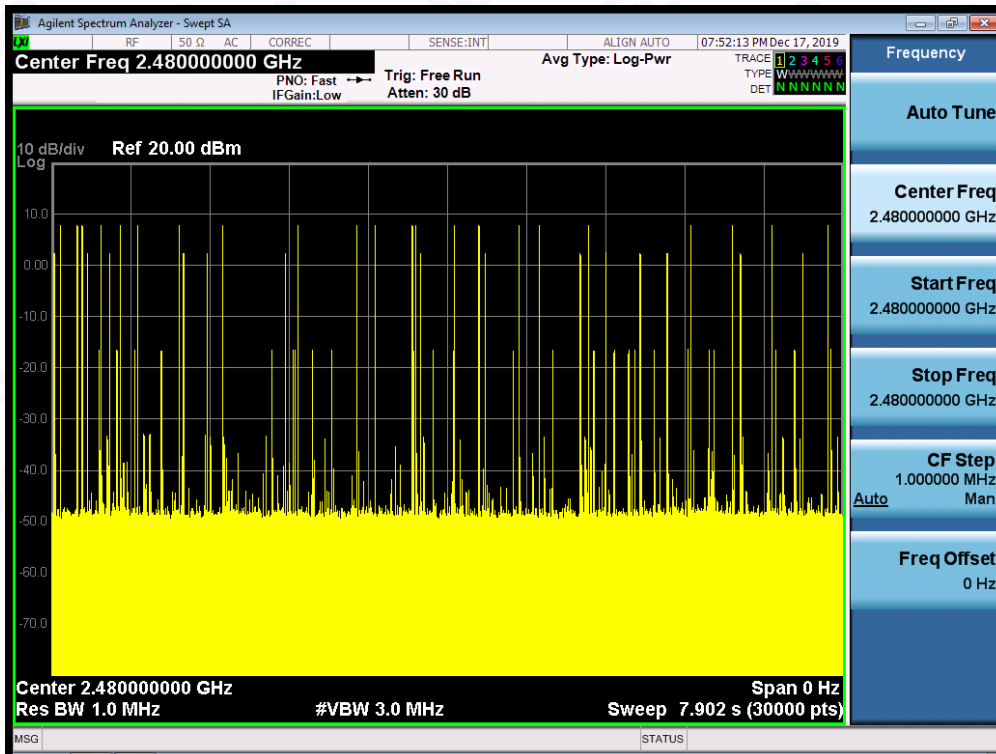 Agilent Spectrum Analyzer - Swept SA
LXI RF 50 Ω AC CORREC SENSE:INT ALIGN AUTO 07:52:13 PM Dec 17, 2019
Center Freq 2.480000000 GHz Avg Type: Log-Pwr TRACE 1 2 3 4 5 6
PNO: Fast Trig: Free Run TYPE WWWWWW
IFGain:Low Atten: 30 dB DET N N N N N N
10 dB/div Ref 20.00 dBm
Log
10.0
0.00
-10.0
-20.0
-30.0
-40.0
-50.0
-60.0
-70.0
Center 2.480000000 GHz Span 0 Hz
Res BW 1.0 MHz #VBW 3.0 MHz Sweep 7.902 s (30000 pts)
MSG STATUS
Frequency
Auto Tune
Center Freq
2.480000000 GHz
Start Freq
2.480000000 GHz
Stop Freq
2.480000000 GHz
CF Step
1.000000 MHz
Auto Man
Freq Offset
0 Hz